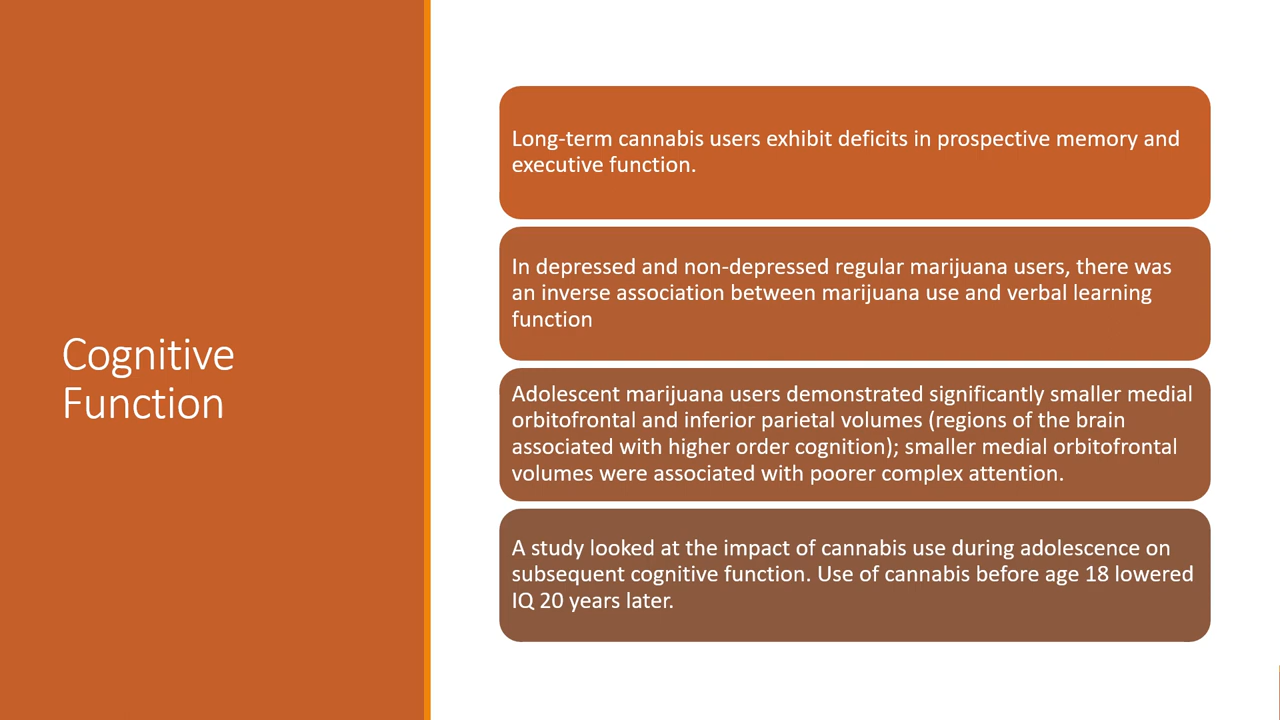 Cognitive
Function
Long-term cannabis users exhibit deficits in prospective memory and
executive function.
In depressed and non-depressed regular marijuana users, there was
an inverse association between marijuana use and verbal learning
function
Adolescent marijuana users demonstrated significantly smaller medial
orbitofrontal and inferior parietal volumes (regions of the brain
associated with higher order cognition); smaller medial orbitofrontal
volumes were associated with poorer complex attention.
A study looked at the impact of cannabis use during adolescence on
subsequent cognitive function. Use of cannabis before age 18 lowered
IQ 20 years later.